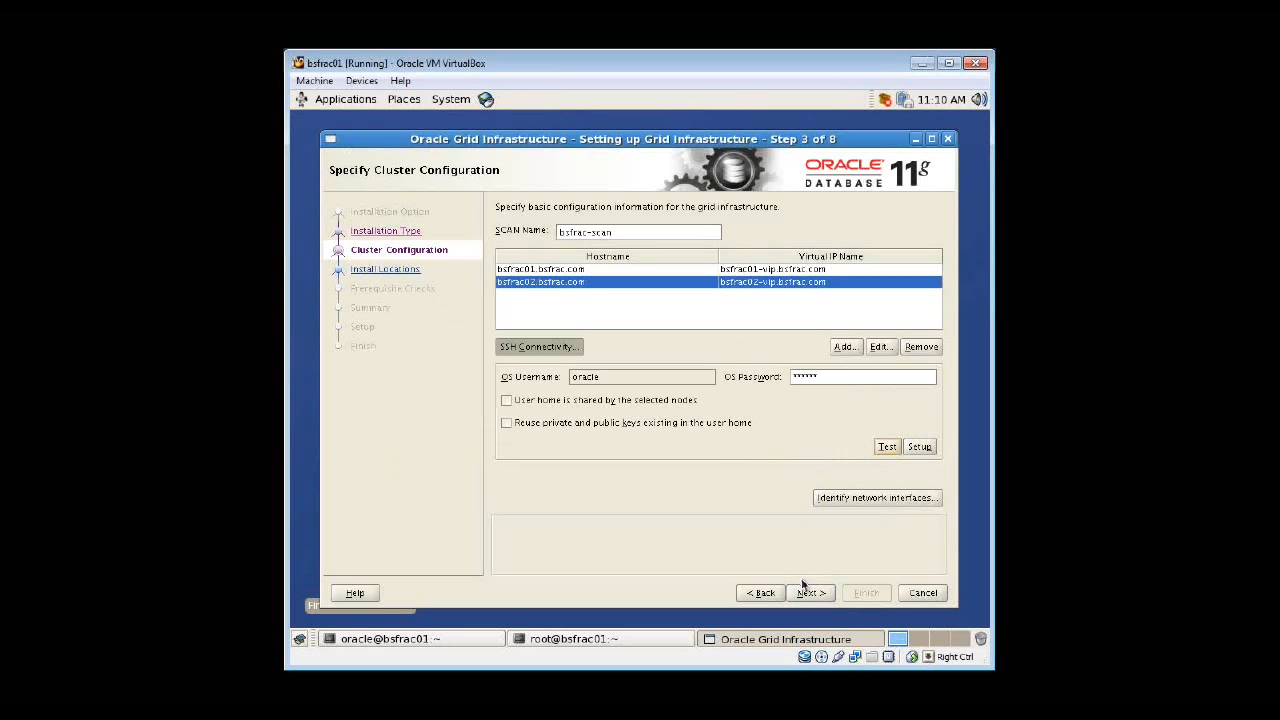 bsfrac01 [Running] - Oracle VM VirtualBox
Machine Devices Help
Applications Places System 11:10 AM
Oracle Grid Infrastructure - Setting up Grid Infrastructure - Step 3 of 8
Specify Cluster Configuration
ORACLE
DATABASE 11g
Installation Option
Installation Type
Cluster Configuration
Install Locations
Prerequisite Checks
Summary
Setup
Finish
Specify basic configuration information for the grid infrastructure.
SCAN Name: bsfrac-scan
Hostname Virtual IP Name
bsfrac01.bsfrac.com bsfrac01-vip.bsfrac.com
bsfrac02.bsfrac.com bsfrac02-vip.bsfrac.com
SSH Connectivity... Add... Edit... Remove
OS Username: oracle OS Password: ******
User home is shared by the selected nodes
Reuse private and public keys existing in the user home
Test Setup
Identify network interfaces...
Help < Back Next > Finish Cancel
oracle@bsfrac01:~ root@bsfrac01:~ Oracle Grid Infrastructure
Right Ctrl